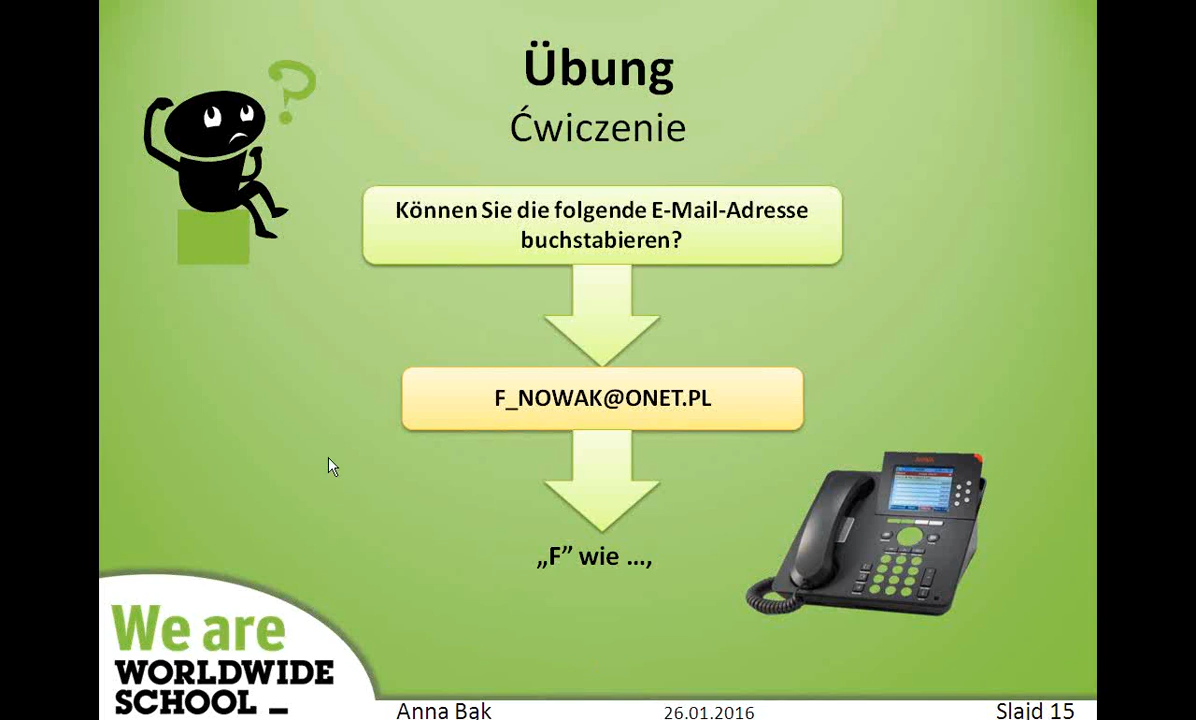 Übung
Ćwiczenie
?
Können Sie die folgende E-Mail-Adresse
buchstabieren?
F_NOWAK@ONET.PL
„F” wie …,
We are
WORLDWIDE
SCHOOL _
Anna Bąk 26.01.2016 Slajd 15